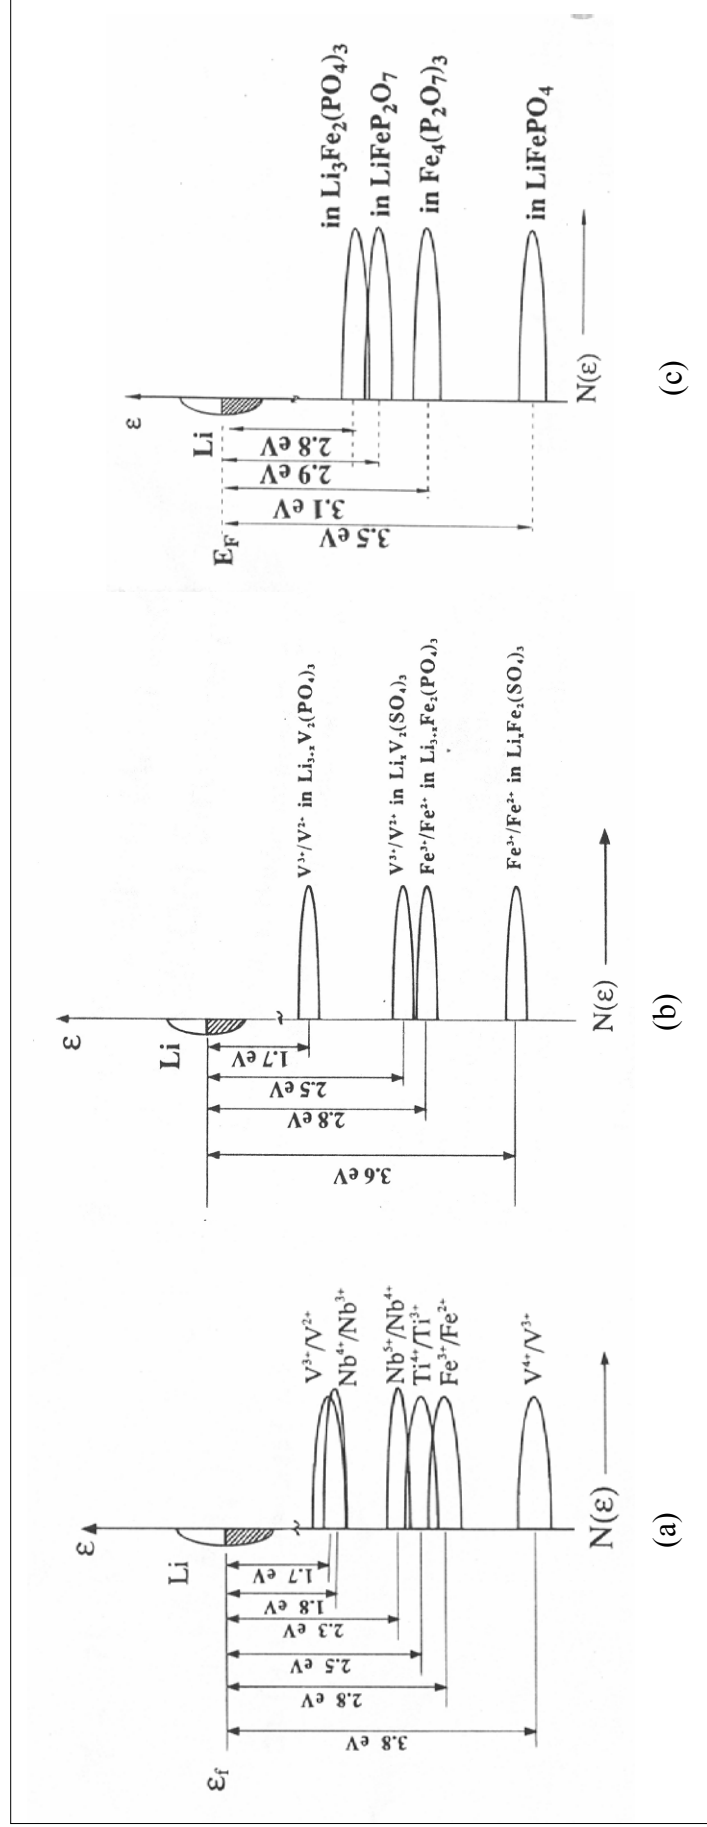 ε
Li
ε_f
1.7 eV
1.8 eV
2.3 eV
2.5 eV
2.8 eV
3.8 eV
V³⁺/V²⁺
Nb⁴⁺/Nb³⁺
Nb⁵⁺/Nb⁴⁺
Ti⁴⁺/Ti³⁺
Fe³⁺/Fe²⁺
V⁴⁺/V³⁺
N(ε)
(a)
ε
Li
1.7 eV
2.5 eV
2.8 eV
3.6 eV
V³⁺/V²⁺ in Li₃₊ₓV₂(PO₄)₃
V³⁺/V²⁺ in LiₓV₂(SO₄)₃
Fe³⁺/Fe²⁺ in Li₃₊ₓFe₂(PO₄)₃
Fe³⁺/Fe²⁺ in LiₓFe₂(SO₄)₃
N(ε)
(b)
ε
Li
E_F
2.8 eV
2.9 eV
3.1 eV
3.5 eV
in Li₃Fe₂(PO₄)₃
in LiFeP₂O₇
in Fe₄(P₂O₇)₃
in LiFePO₄
N(ε)
(c)